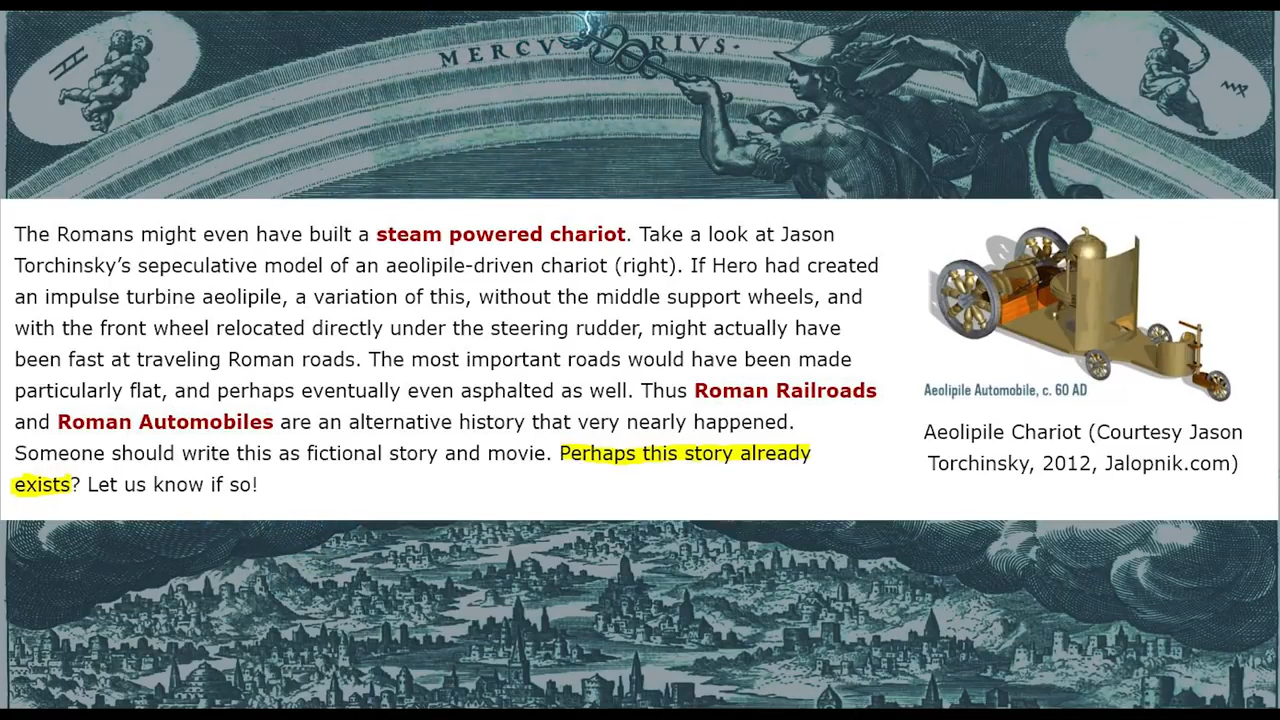 MERCVRIVS·
The Romans might even have built a steam powered chariot. Take a look at Jason
Torchinsky’s sepeculative model of an aeolipile-driven chariot (right). If Hero had created
an impulse turbine aeolipile, a variation of this, without the middle support wheels, and
with the front wheel relocated directly under the steering rudder, might actually have
been fast at traveling Roman roads. The most important roads would have been made
particularly flat, and perhaps eventually even asphalted as well. Thus Roman Railroads
and Roman Automobiles are an alternative history that very nearly happened.
Someone should write this as fictional story and movie. Perhaps this story already
exists? Let us know if so!
Aeolipile Automobile, c. 60 AD
Aeolipile Chariot (Courtesy Jason
Torchinsky, 2012, Jalopnik.com)